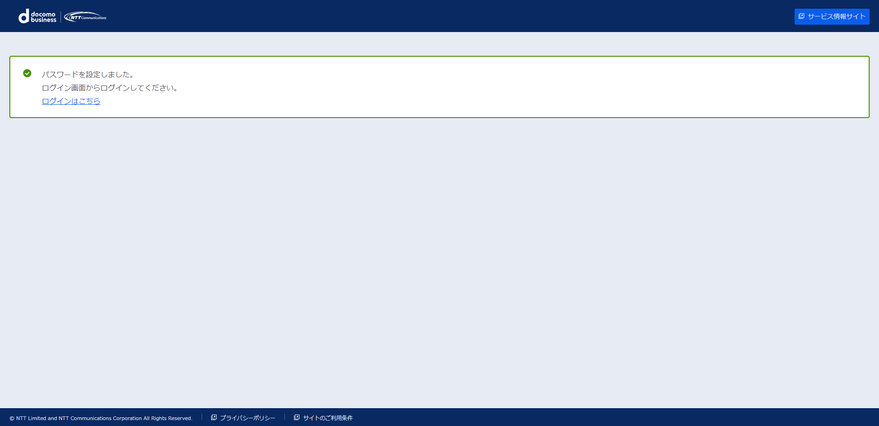 docomo business
NTT Communications
サービス情報サイト
パスワードを設定しました。
ログイン画面からログインしてください。
ログインはこちら
© NTT Limited and NTT Communications Corporation All Rights Reserved.
プライバシーポリシー
サイトのご利用条件